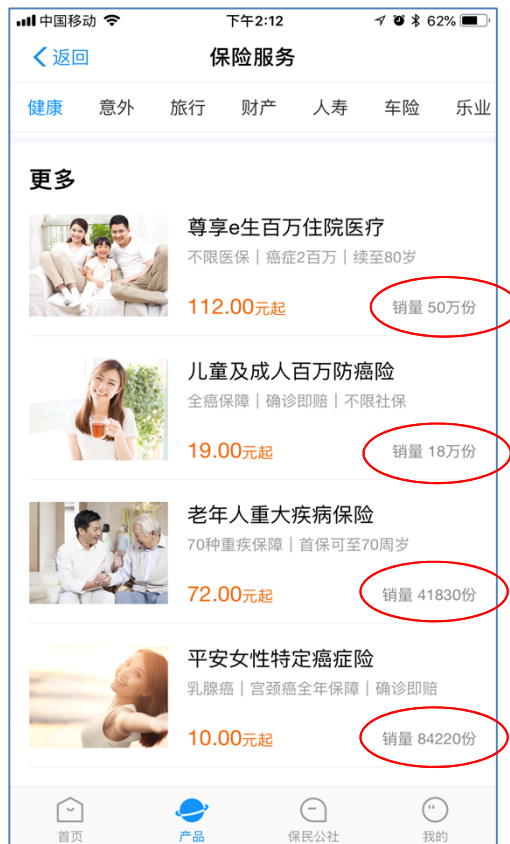 中国移动 下午2:12 62%
返回 保险服务
健康 意外 旅行 财产 人寿 车险 乐业
更多
尊享e生百万住院医疗
不限医保｜癌症2百万｜续至80岁
112.00元起 销量 50万份
儿童及成人百万防癌险
全癌保障｜确诊即赔｜不限社保
19.00元起 销量 18万份
老年人重大疾病保险
70种重疾保障｜首保可至70周岁
72.00元起 销量 41830份
平安女性特定癌症险
乳腺癌｜宫颈癌全年保障｜确诊即赔
10.00元起 销量 84220份
首页 产品 保民公社 我的